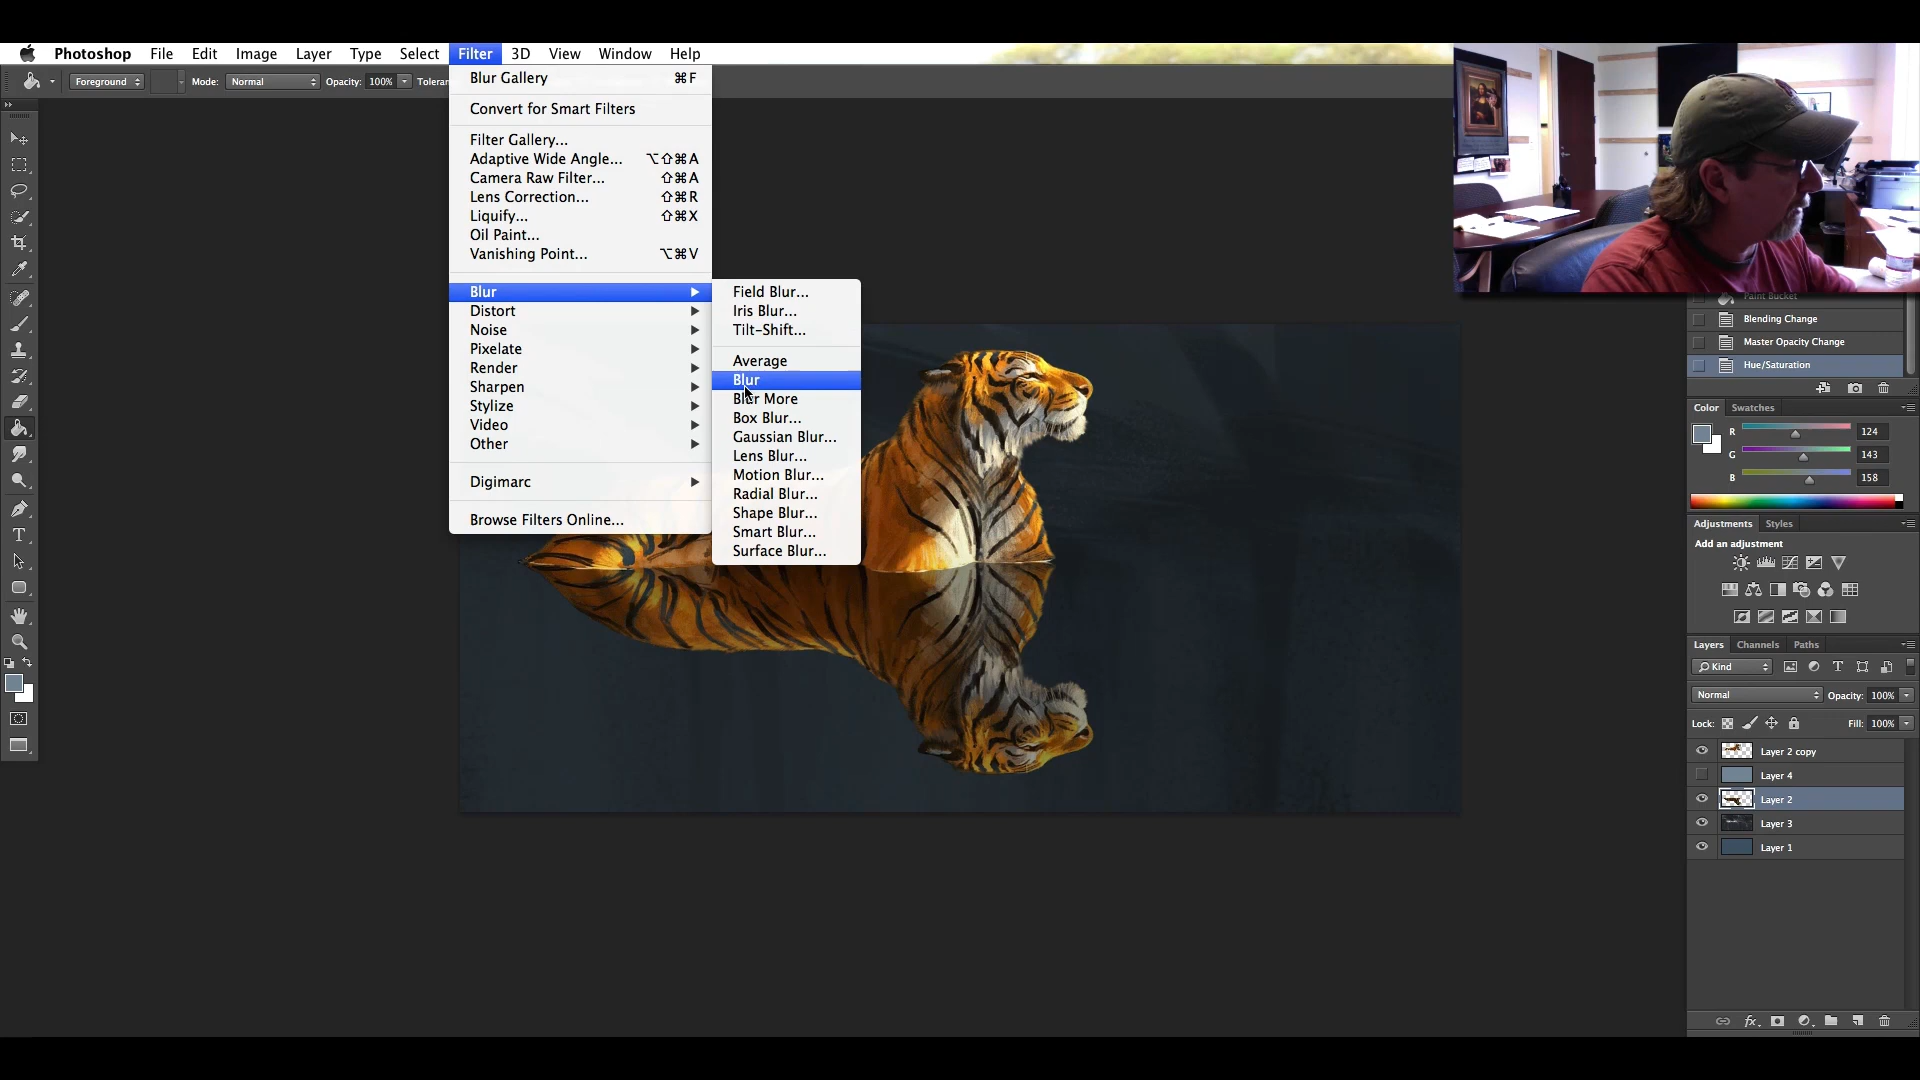 Photoshop File Edit Image Layer Type Select Filter 3D View Window Help
Foreground Mode: Normal Opacity: 100% Toleran
Blur Gallery ⌘F
Convert for Smart Filters
Filter Gallery...
Adaptive Wide Angle... ⌥⇧⌘A
Camera Raw Filter... ⇧⌘A
Lens Correction... ⇧⌘R
Liquify... ⇧⌘X
Oil Paint...
Vanishing Point... ⌥⌘V
Blur
Distort
Noise
Pixelate
Render
Sharpen
Stylize
Video
Other
Digimarc
Browse Filters Online...
Field Blur...
Iris Blur...
Tilt-Shift...
Average
Blur
Blur More
Box Blur...
Gaussian Blur...
Lens Blur...
Motion Blur...
Radial Blur...
Shape Blur...
Smart Blur...
Surface Blur...
Paint Bucket
Blending Change
Master Opacity Change
Hue/Saturation
Color Swatches
R 124
G 143
B 158
Adjustments Styles
Add an adjustment
Layers Channels Paths
Kind
Normal Opacity: 100%
Lock: Fill: 100%
Layer 2 copy
Layer 4
Layer 2
Layer 3
Layer 1